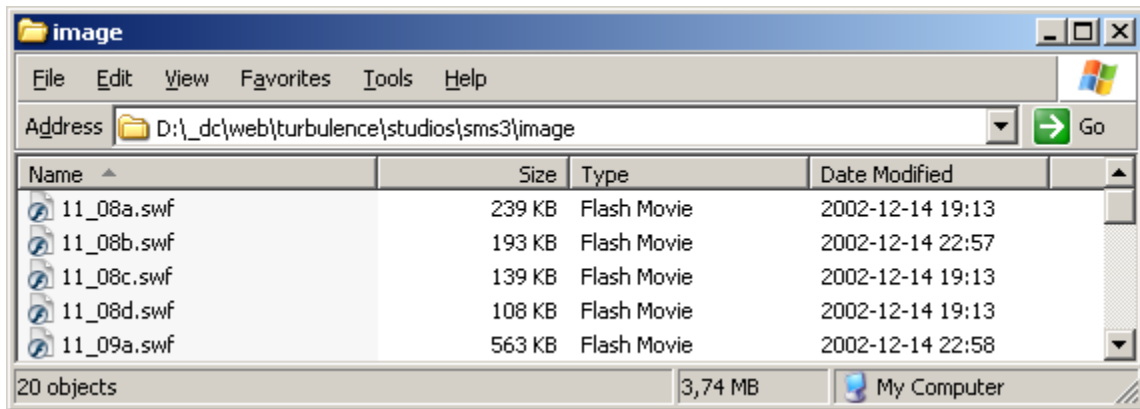 image
File Edit View Favorites Tools Help
Address D:\_dc\web\turbulence\studios\sms3\image Go
Name Size Type Date Modified
11_08a.swf 239 KB Flash Movie 2002-12-14 19:13
11_08b.swf 193 KB Flash Movie 2002-12-14 22:57
11_08c.swf 139 KB Flash Movie 2002-12-14 19:13
11_08d.swf 108 KB Flash Movie 2002-12-14 19:13
11_09a.swf 563 KB Flash Movie 2002-12-14 22:58
20 objects 3,74 MB My Computer